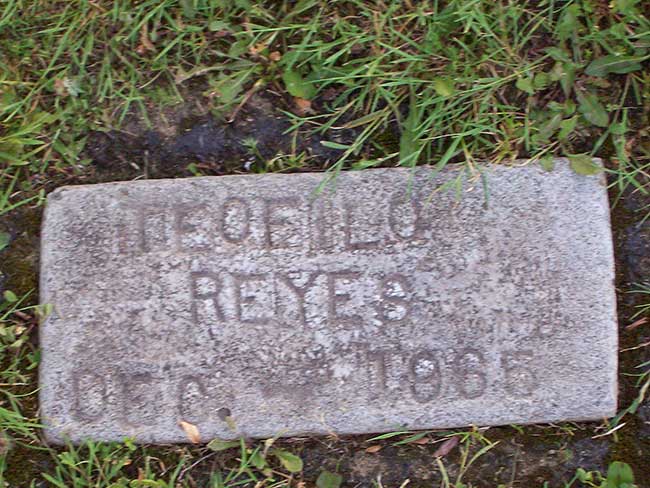 TEOFILO
REYES
DEC. 1965